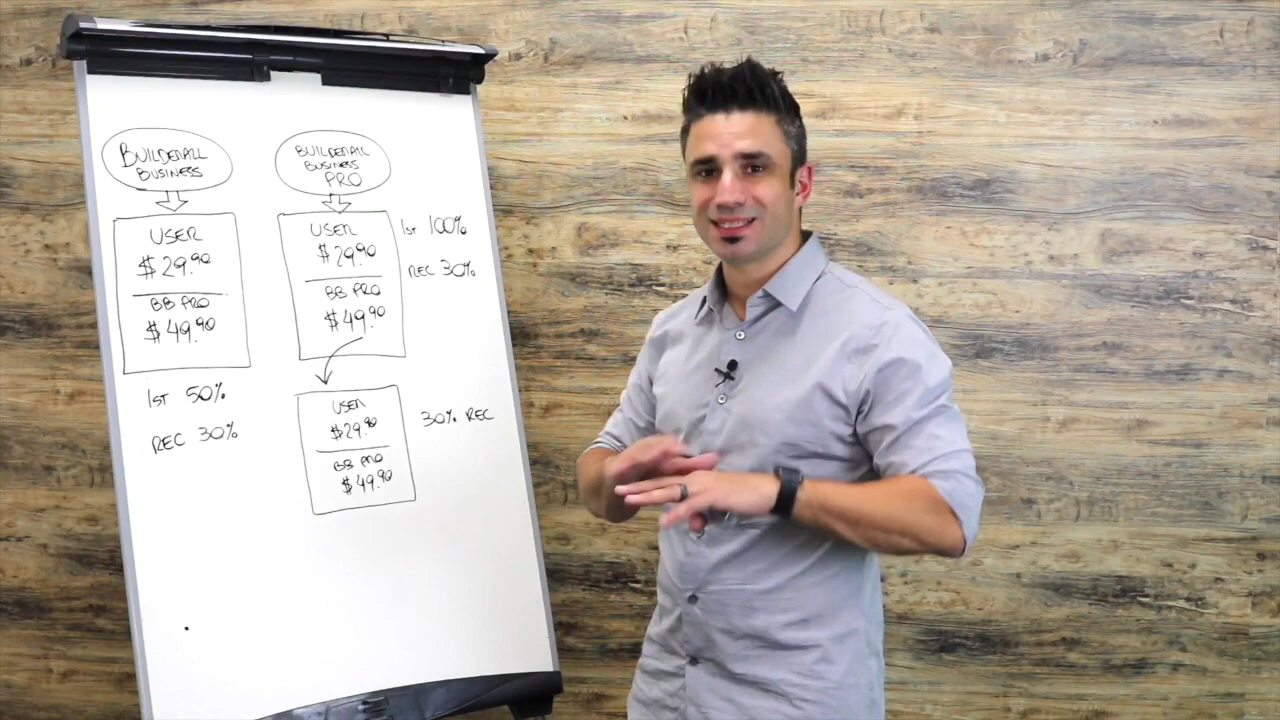 BUILDERALL
BUSINESS
USER
$29.90
BB PRO
$49.90
1st 50%
REC 30%
BUILDERALL
BUSINESS
PRO
USER
$29.90
BB PRO
$49.90
1st 100%
REC 30%
USER
$29.90
BB PRO
$49.90
30% REC